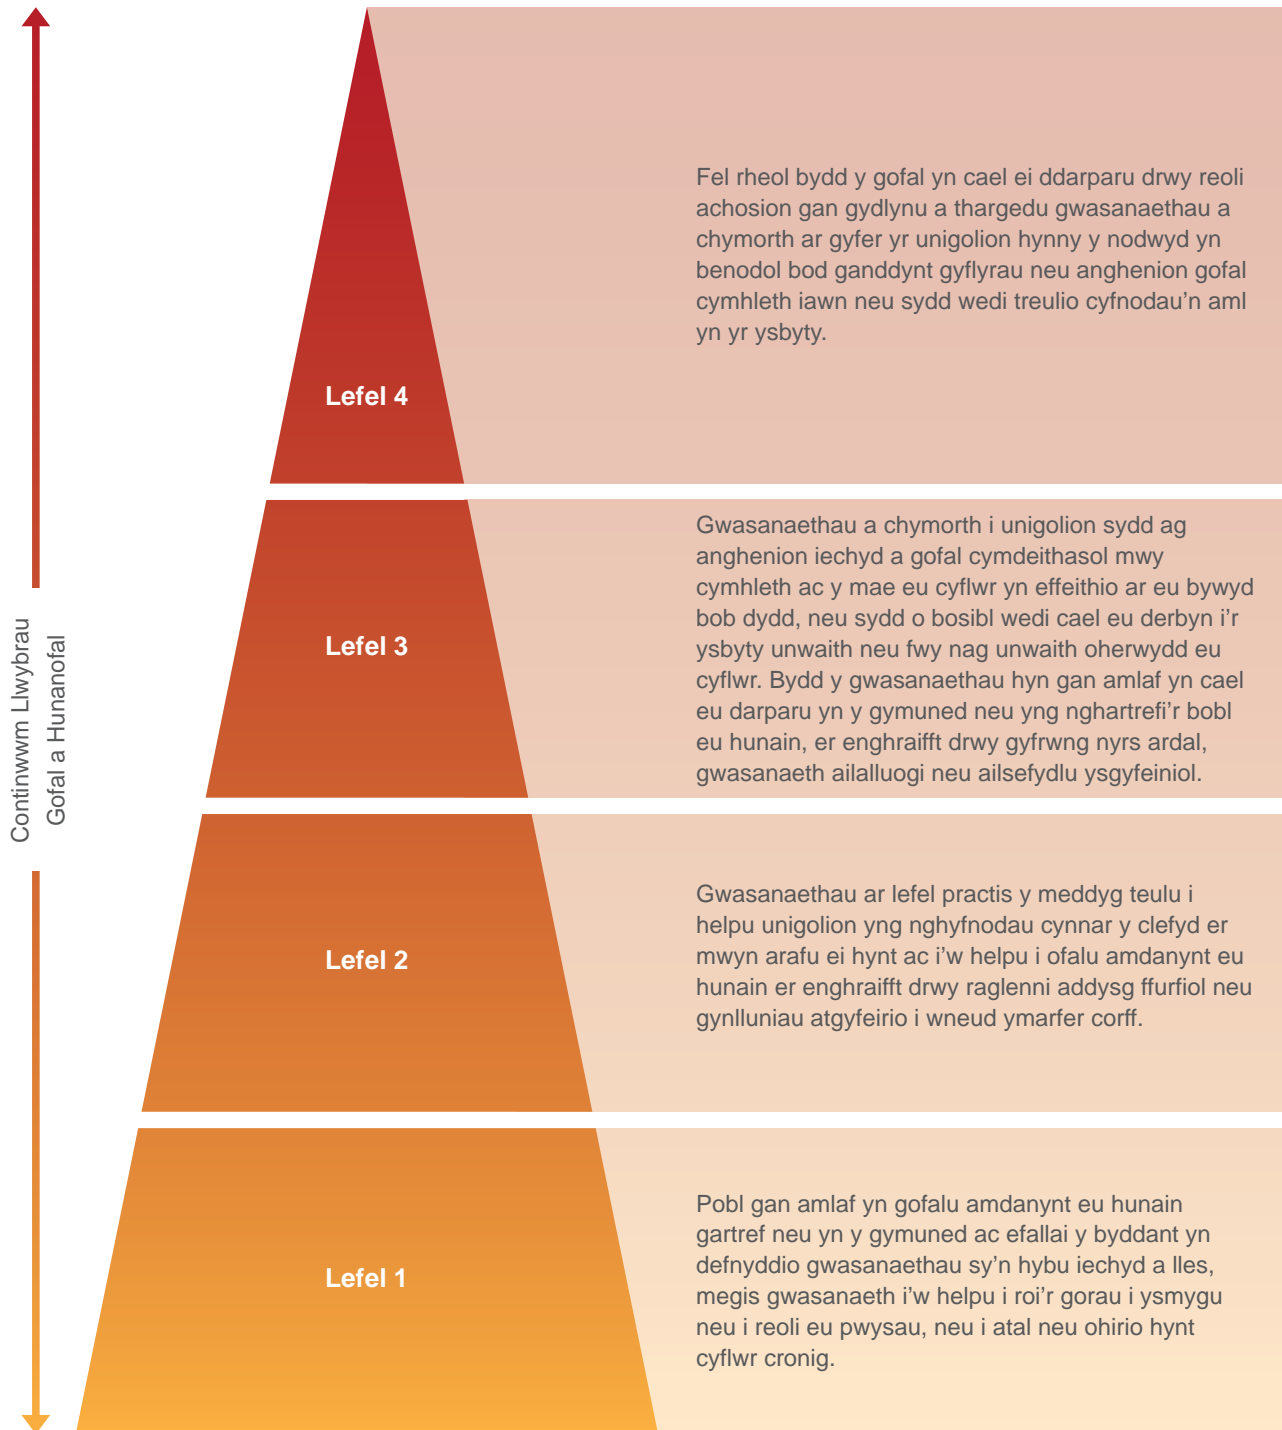 Continwwm Llwybrau
Gofal a Hunanofal
Lefel 4
Fel rheol bydd y gofal yn cael ei ddarparu drwy reoli
achosion gan gydlynu a thargedu gwasanaethau a
chymorth ar gyfer yr unigolion hynny y nodwyd yn
benodol bod ganddynt gyflyrau neu anghenion gofal
cymhleth iawn neu sydd wedi treulio cyfnodau’n aml
yn yr ysbyty.
Lefel 3
Gwasanaethau a chymorth i unigolion sydd ag
anghenion iechyd a gofal cymdeithasol mwy
cymhleth ac y mae eu cyflwr yn effeithio ar eu bywyd
bob dydd, neu sydd o bosibl wedi cael eu derbyn i’r
ysbyty unwaith neu fwy nag unwaith oherwydd eu
cyflwr. Bydd y gwasanaethau hyn gan amlaf yn cael
eu darparu yn y gymuned neu yng nghartrefi’r bobl
eu hunain, er enghraifft drwy gyfrwng nyrs ardal,
gwasanaeth ailalluogi neu ailsefydlu ysgyfeiniol.
Lefel 2
Gwasanaethau ar lefel practis y meddyg teulu i
helpu unigolion yng nghyfnodau cynnar y clefyd er
mwyn arafu ei hynt ac i’w helpu i ofalu amdanynt eu
hunain er enghraifft drwy raglenni addysg ffurfiol neu
gynlluniau atgyfeirio i wneud ymarfer corff.
Lefel 1
Pobl gan amlaf yn gofalu amdanynt eu hunain
gartref neu yn y gymuned ac efallai y byddant yn
defnyddio gwasanaethau sy’n hybu iechyd a lles,
megis gwasanaeth i’w helpu i roi’r gorau i ysmygu
neu i reoli eu pwysau, neu i atal neu ohirio hynt
cyflwr cronig.